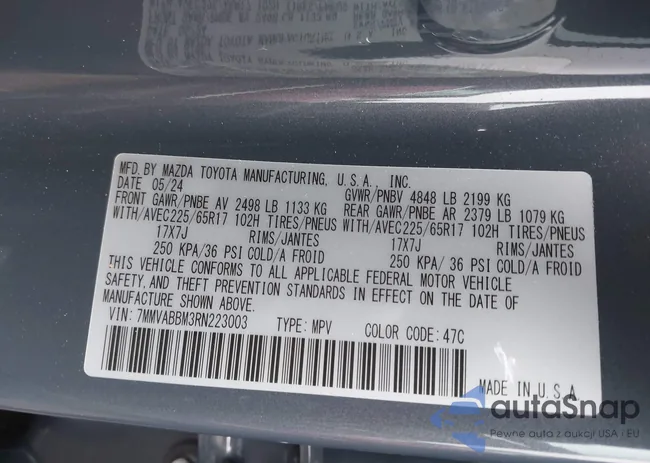 MFD. BY MAZDA TOYOTA MANUFACTURING, U.S.A., INC.
DATE 05/24 GVWR/PNBV 4848 LB 2199 KG
FRONT GAWR/PNBE AV 2498 LB 1133 KG REAR GAWR/PNBE AR 2379 LB 1079 KG
WITH/AVEC225/65R17 102H TIRES/PNEUS WITH/AVEC225/65R17 102H TIRES/PNEUS
17X7J RIMS/JANTES 17X7J RIMS/JANTES
250 KPA/36 PSI COLD/A FROID 250 KPA/ 36 PSI COLD/A FROID
THIS VEHICLE CONFORMS TO ALL APPLICABLE FEDERAL MOTOR VEHICLE
SAFETY, AND THEFT PREVENTION STANDARDS IN EFFECT ON THE DATE OF
MANUFACTURE SHOWN ABOVE.
VIN: 7MMVABBM3RN223003 TYPE: MPV COLOR CODE: 47C
MADE IN U.S.A
autoSnap
Pewne auto z aukcji USA i EU